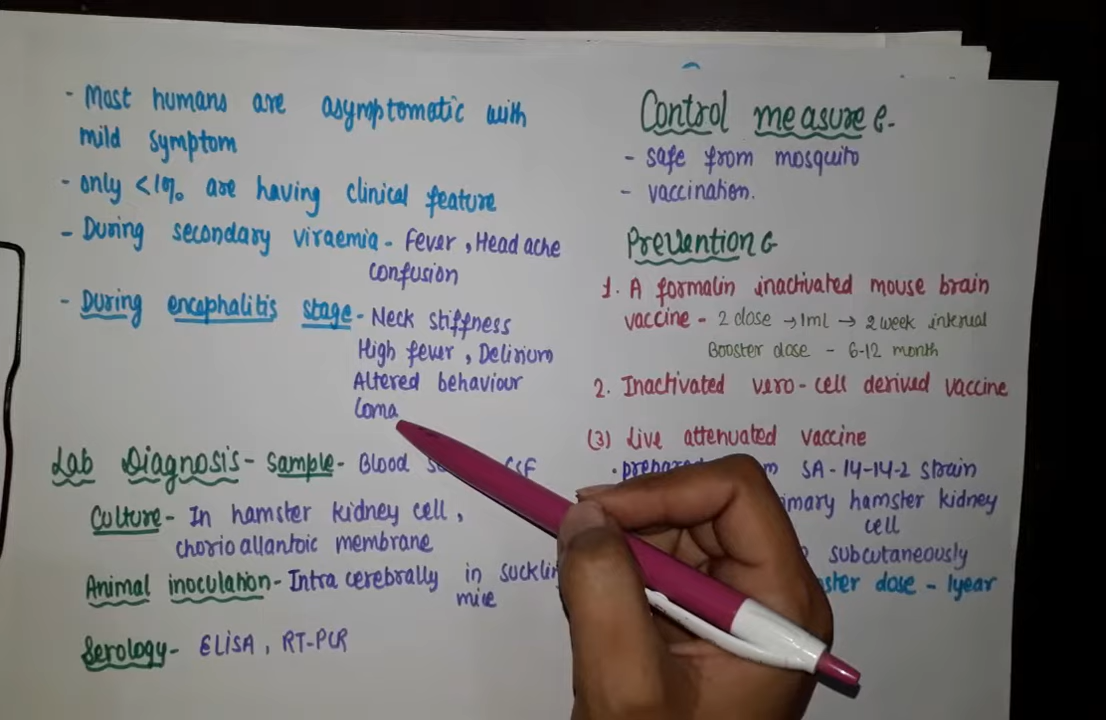 - Most humans are asymptomatic with
mild symptom
- only <10% are having clinical feature
- During secondary viraemia - Fever, Headache
confusion
- During encephalitis stage - Neck stiffness
High fever, Delirium
Altered behaviour
Coma
Lab Diagnosis - Sample - Blood CSF
Culture - In hamster kidney cell,
chorioallantoic membrane
Animal inoculation - Intra cerebrally in
mice
Serology - ELISA, RT-PCR
Control measure
- safe from mosquito
- vaccination.
Prevention
1. A formalin inactivated mouse brain
vaccine - 2 dose → 1ml → 2 week interval
Booster dose - 6-12 month
2. Inactivated vero-cell derived vaccine
(3) Live attenuated vaccine
SA-14-14-2 strain
hamster kidney
cell
subcutaneously
dose - 1year